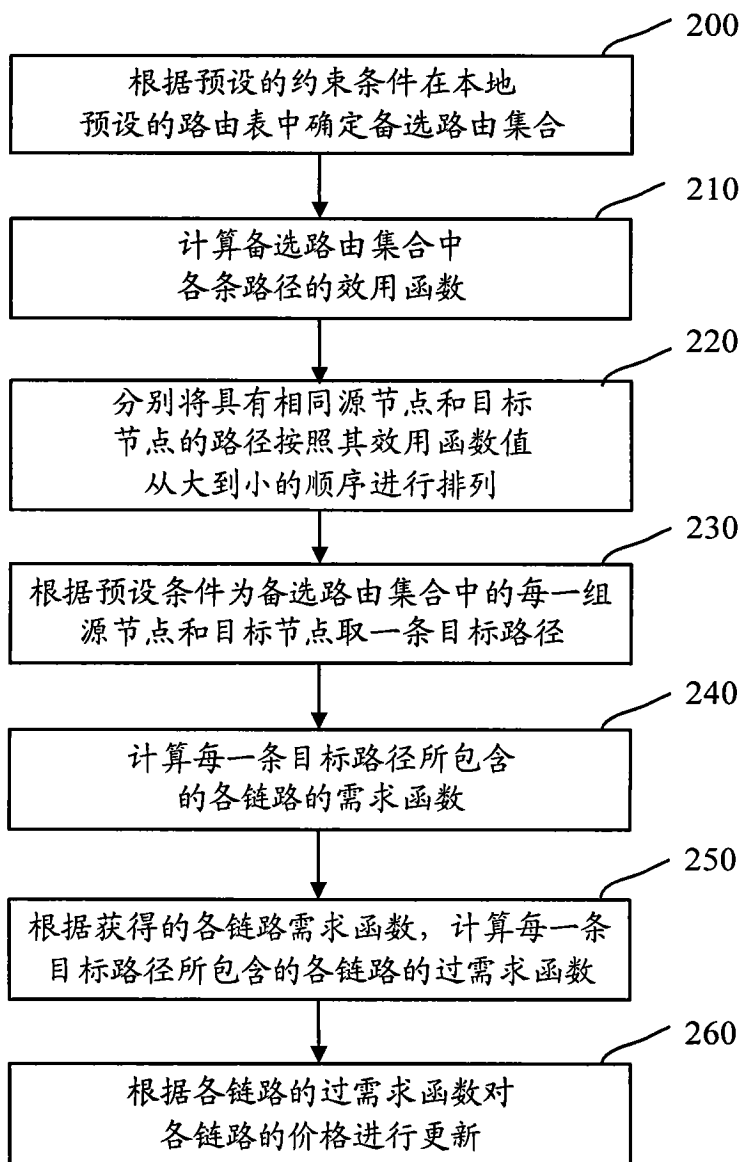 200
根据预设的约束条件在本地
预设的路由表中确定备选路由集合
210
计算备选路由集合中
各条路径的效用函数
220
分别将具有相同源节点和目标
节点的路径按照其效用函数值
从大到小的顺序进行排列
230
根据预设条件为备选路由集合中的每一组
源节点和目标节点取一条目标路径
240
计算每一条目标路径所包含
的各链路的需求函数
250
根据获得的各链路需求函数，计算每一条
目标路径所包含的各链路的过需求函数
260
根据各链路的过需求函数对
各链路的价格进行更新